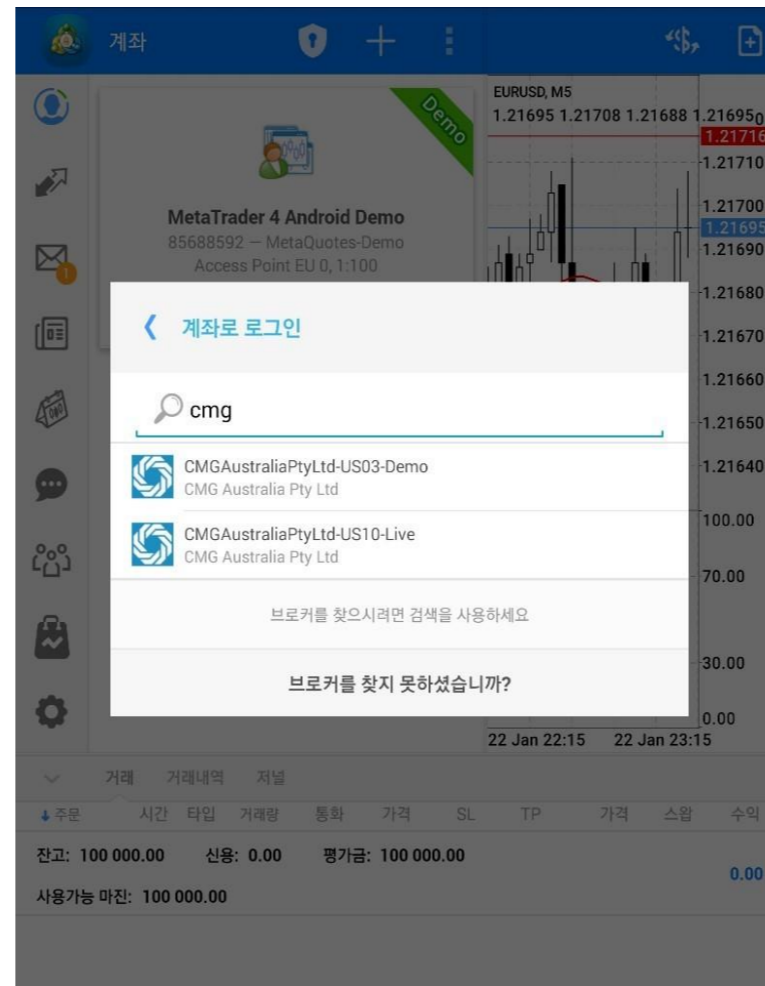 계좌
Demo
MetaTrader 4 Android Demo
85688592 — MetaQuotes-Demo
Access Point EU 0, 1:100
1
EURUSD, M5
1.21695 1.21708 1.21688 1.21695
1.21716
1.21710
1.21700
1.21695
1.21690
1.21680
1.21670
1.21660
1.21650
1.21640
100.00
70.00
30.00
0.00
22 Jan 22:15 22 Jan 23:15
계좌로 로그인
cmg
CMGAustraliaPtyLtd-US03-Demo
CMG Australia Pty Ltd
CMGAustraliaPtyLtd-US10-Live
CMG Australia Pty Ltd
브로커를 찾으시려면 검색을 사용하세요
브로커를 찾지 못하셨습니까?
거래 거래내역 저널
주문 시간 타입 거래량 통화 가격 SL TP 가격 스왑 수익
잔고: 100 000.00 신용: 0.00 평가금: 100 000.00
0.00
사용가능 마진: 100 000.00